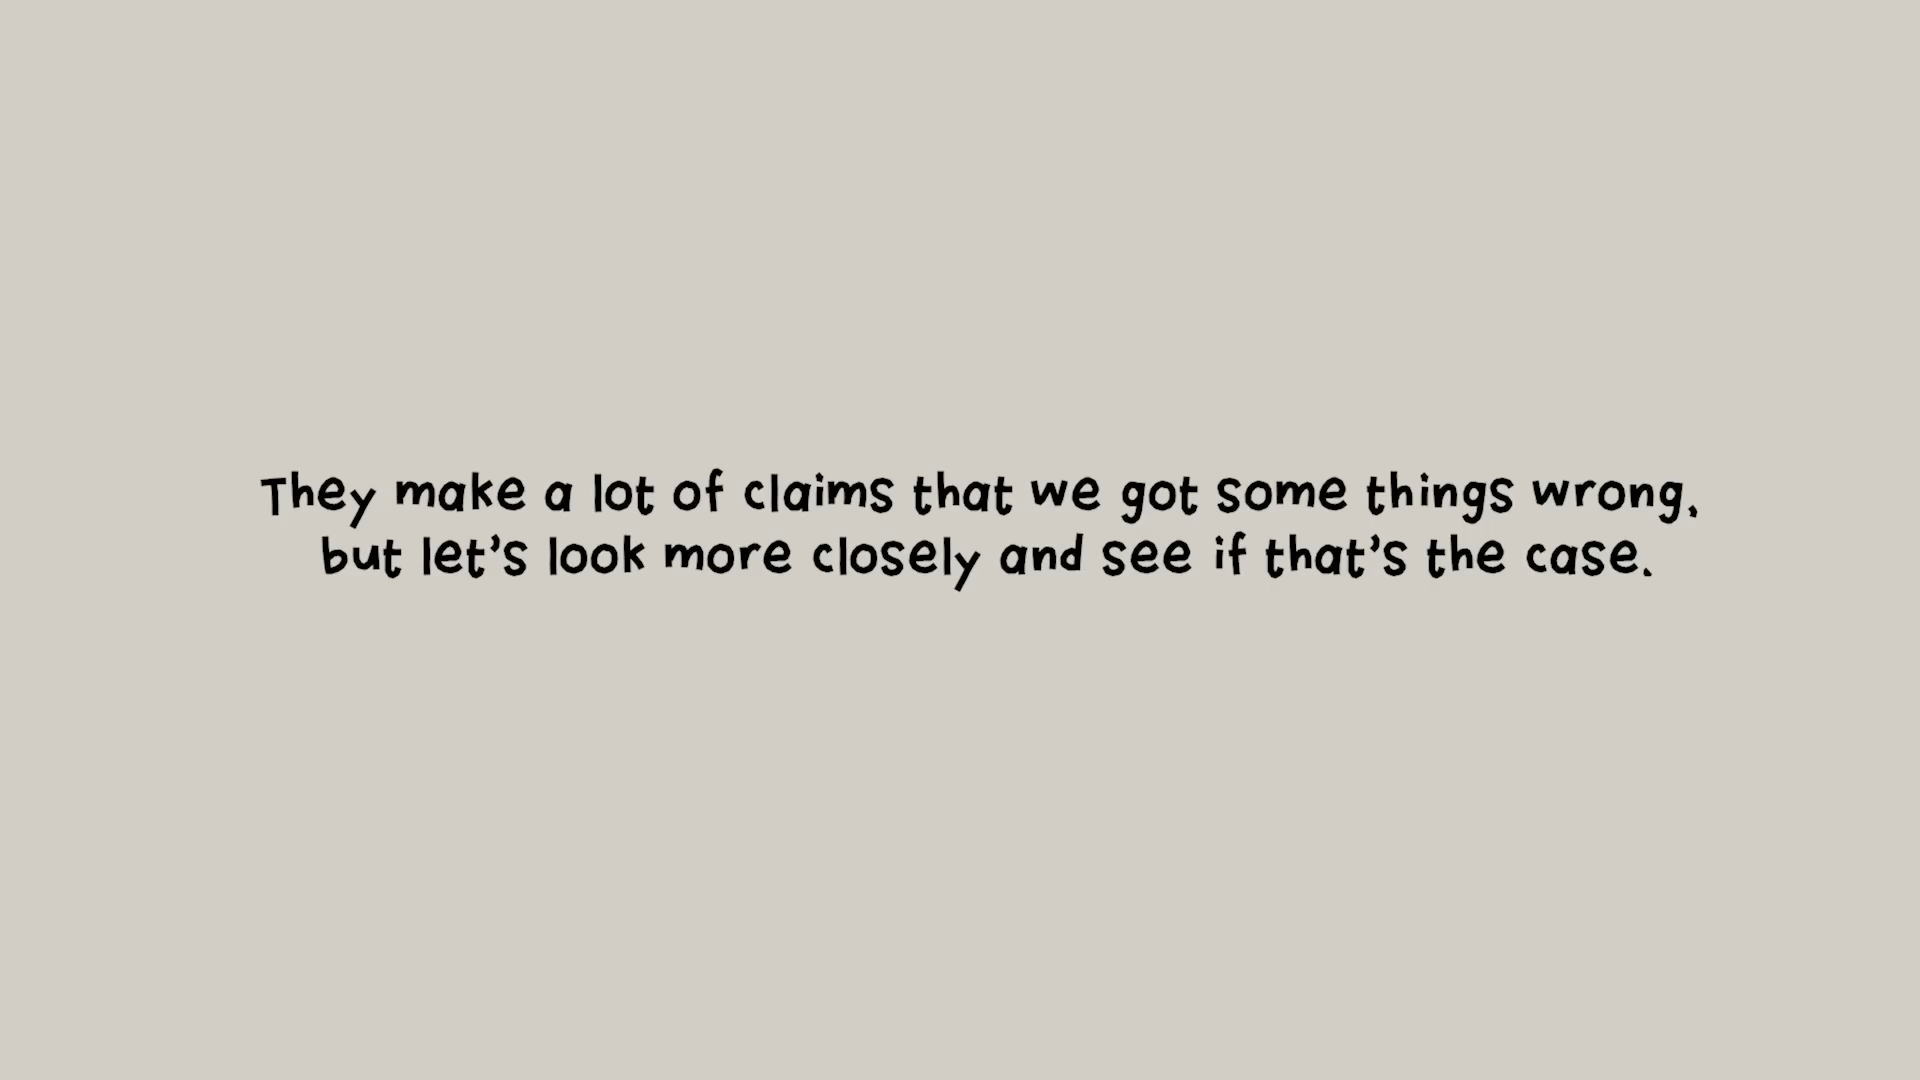 They make a lot of claims that we got some things wrong,
but let's look more closely and see if that's the case.